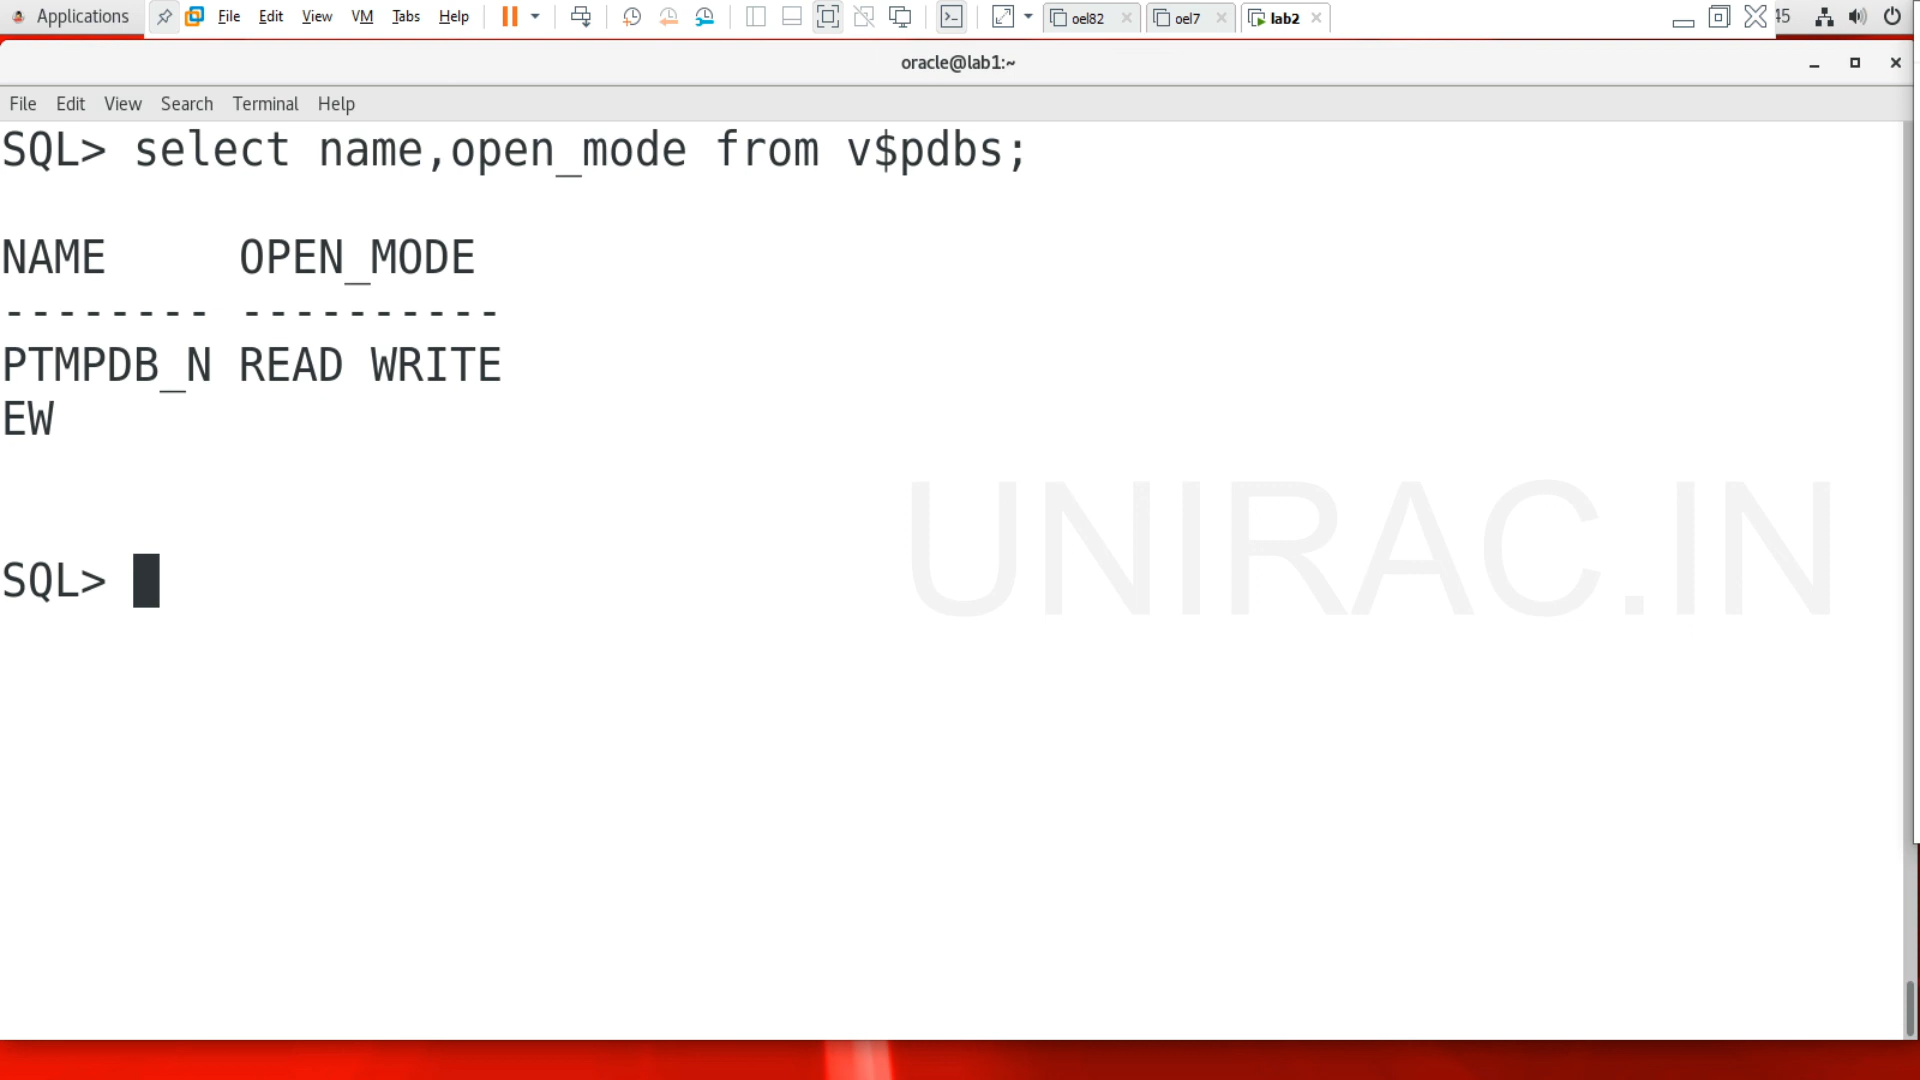 Applications File Edit View VM Tabs Help oel82 oel7 lab2 45
oracle@lab1:~
File Edit View Search Terminal Help
SQL> select name,open_mode from v$pdbs;
NAME OPEN_MODE
-------- ----------
PTMPDB_N READ WRITE
EW
SQL>
UNIRAC.IN